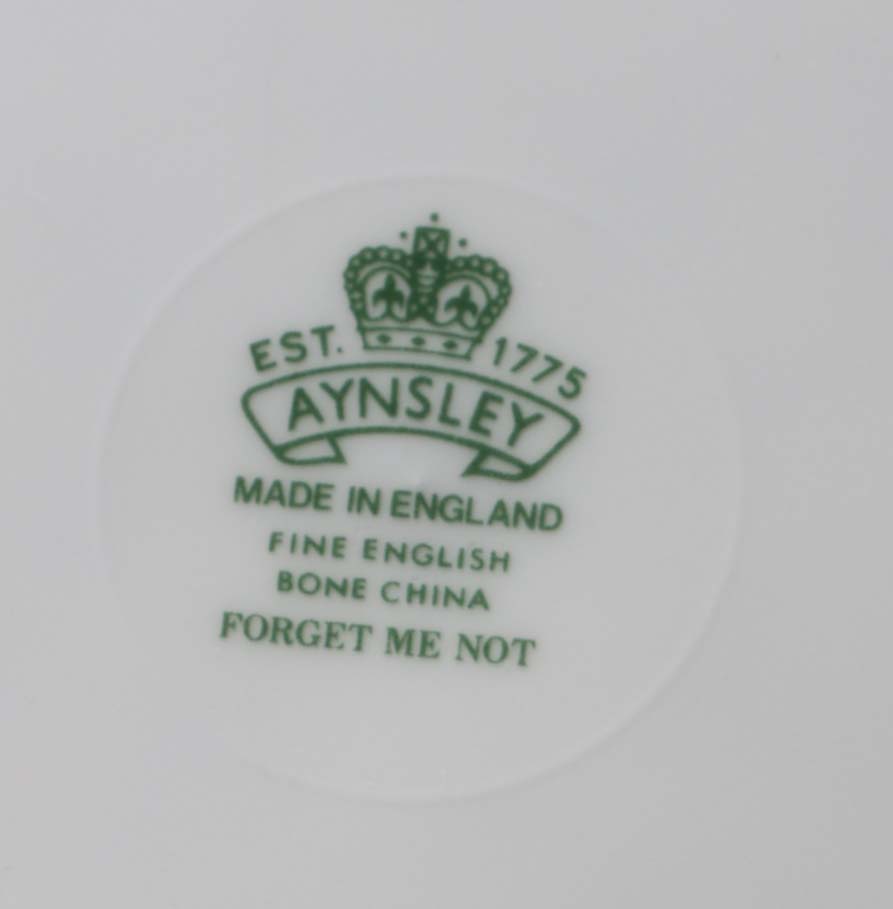 EST. 1775
AYNSLEY
MADE IN ENGLAND
FINE ENGLISH
BONE CHINA
FORGET ME NOT